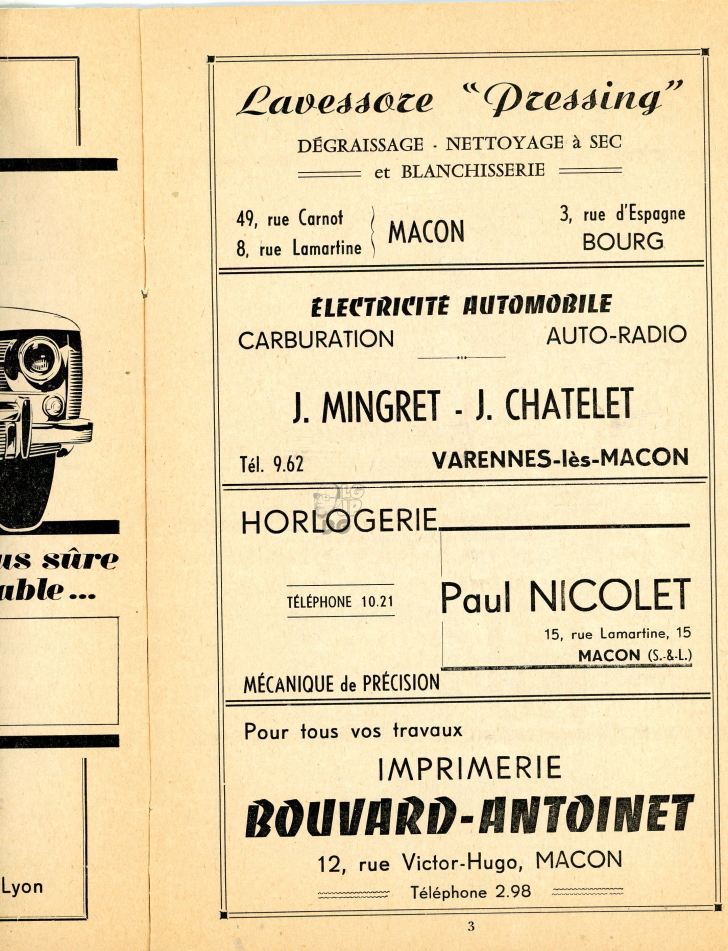 us sûre
able...
Lyon
Lavessore "Pressing"
DÉGRAISSAGE - NETTOYAGE à SEC
et BLANCHISSERIE
49, rue Carnot
8, rue Lamartine
MACON
3, rue d'Espagne
BOURG
ÉLECTRICITÉ AUTOMOBILE
CARBURATION AUTO-RADIO
J. MINGRET - J. CHATELET
Tél. 9.62 VARENNES-lès-MACON
HORLOGERIE
TÉLÉPHONE 10.21
Paul NICOLET
15, rue Lamartine, 15
MACON (S.-&-L.)
MÉCANIQUE de PRÉCISION
Pour tous vos travaux
IMPRIMERIE
BOUVARD-ANTOINET
12, rue Victor-Hugo, MACON
Téléphone 2.98
3